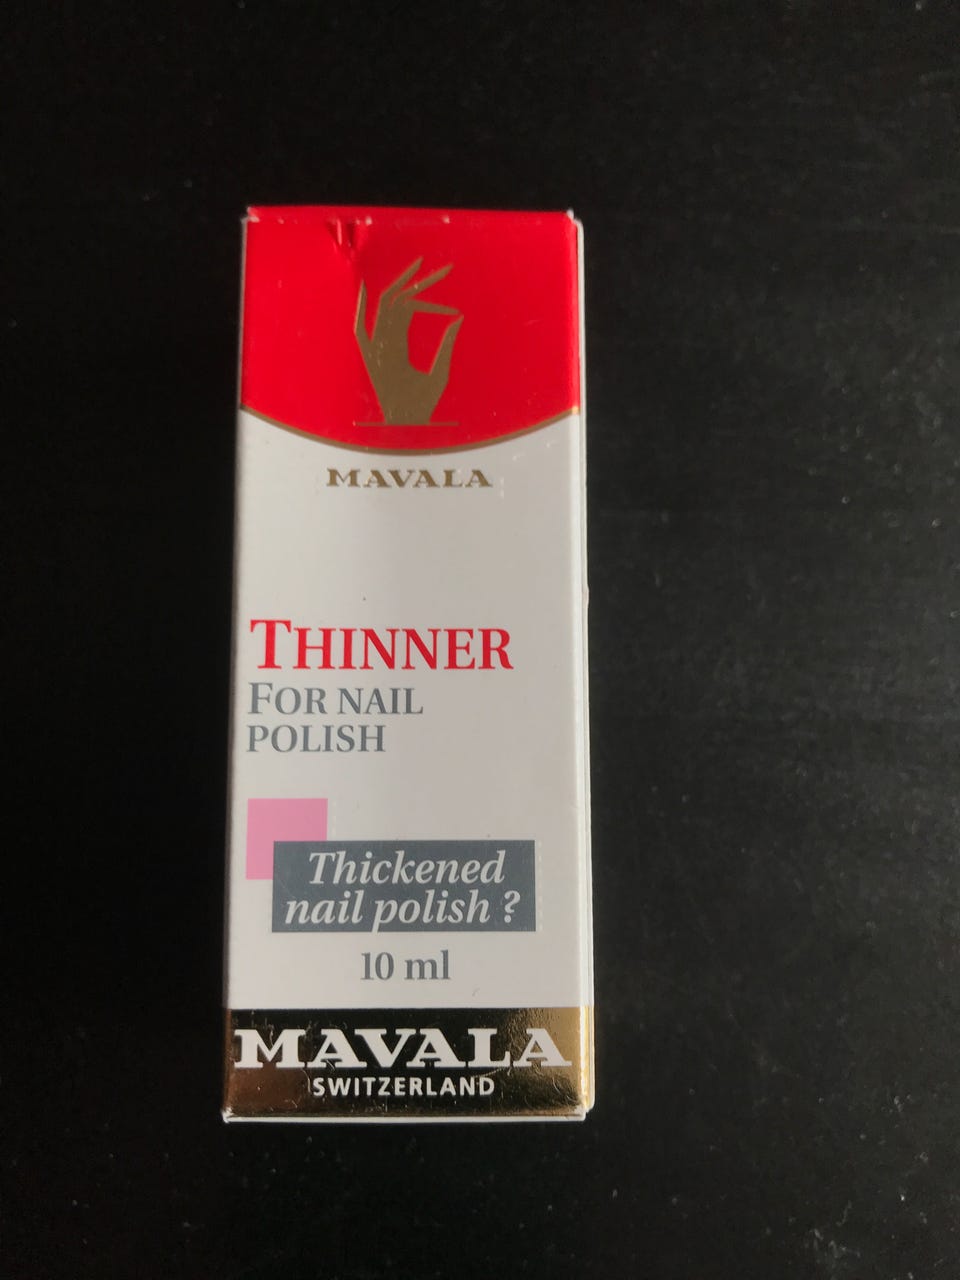 MAVALA
THINNER
FOR NAIL
POLISH
Thickened
nail polish ?
10 ml
MAVALA
SWITZERLAND